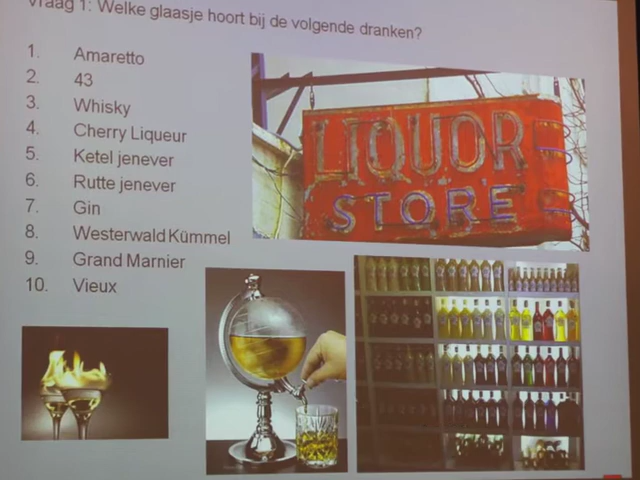 Vraag 1: Welke glaasje hoort bij de volgende dranken?
1. Amaretto
2. 43
3. Whisky
4. Cherry Liqueur
5. Ketel jenever
6. Rutte jenever
7. Gin
8. Westerwald Kümmel
9. Grand Marnier
10. Vieux
LIQUOR
STORE